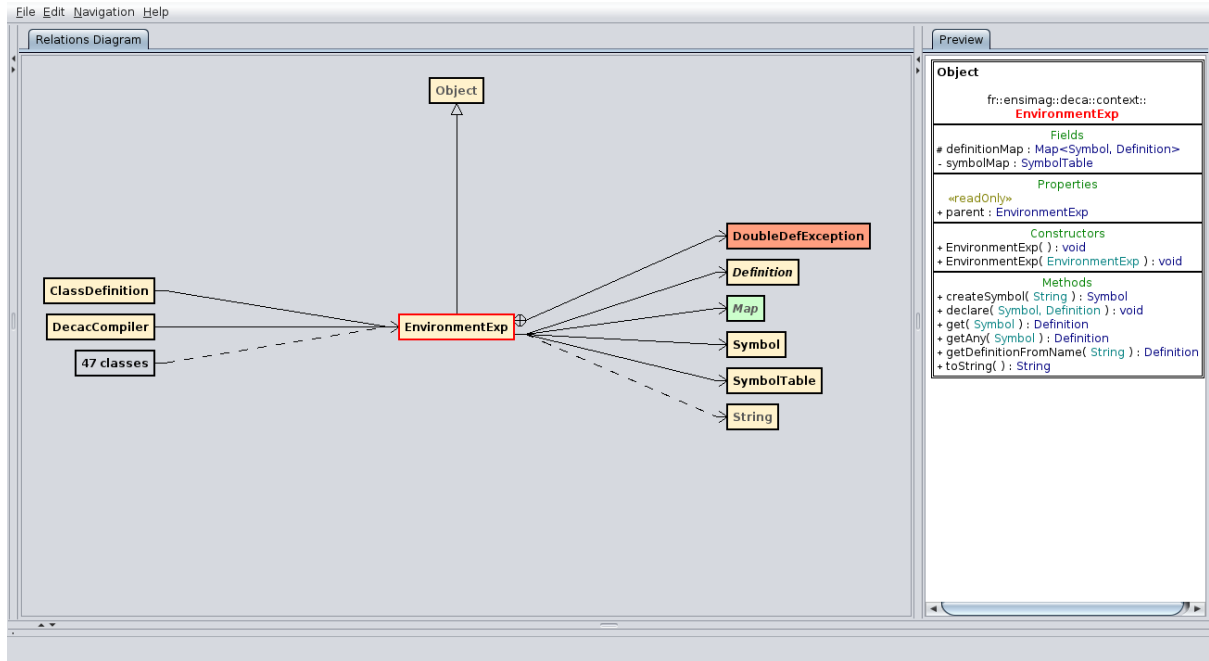 File Edit Navigation Help
Relations Diagram
Object
ClassDefinition
DecacCompiler
47 classes
EnvironmentExp
DoubleDefException
Definition
Map
Symbol
SymbolTable
String
Preview
Object
fr::ensimag::deca::context::
EnvironmentExp
Fields
# definitionMap : Map<Symbol, Definition>
- symbolMap : SymbolTable
Properties
«readOnly»
+ parent : EnvironmentExp
Constructors
+ EnvironmentExp( ) : void
+ EnvironmentExp( EnvironmentExp ) : void
Methods
+ createSymbol( String ) : Symbol
+ declare( Symbol, Definition ) : void
+ get( Symbol ) : Definition
+ getAny( Symbol ) : Definition
+ getDefinitionFromName( String ) : Definition
+ toString( ) : String